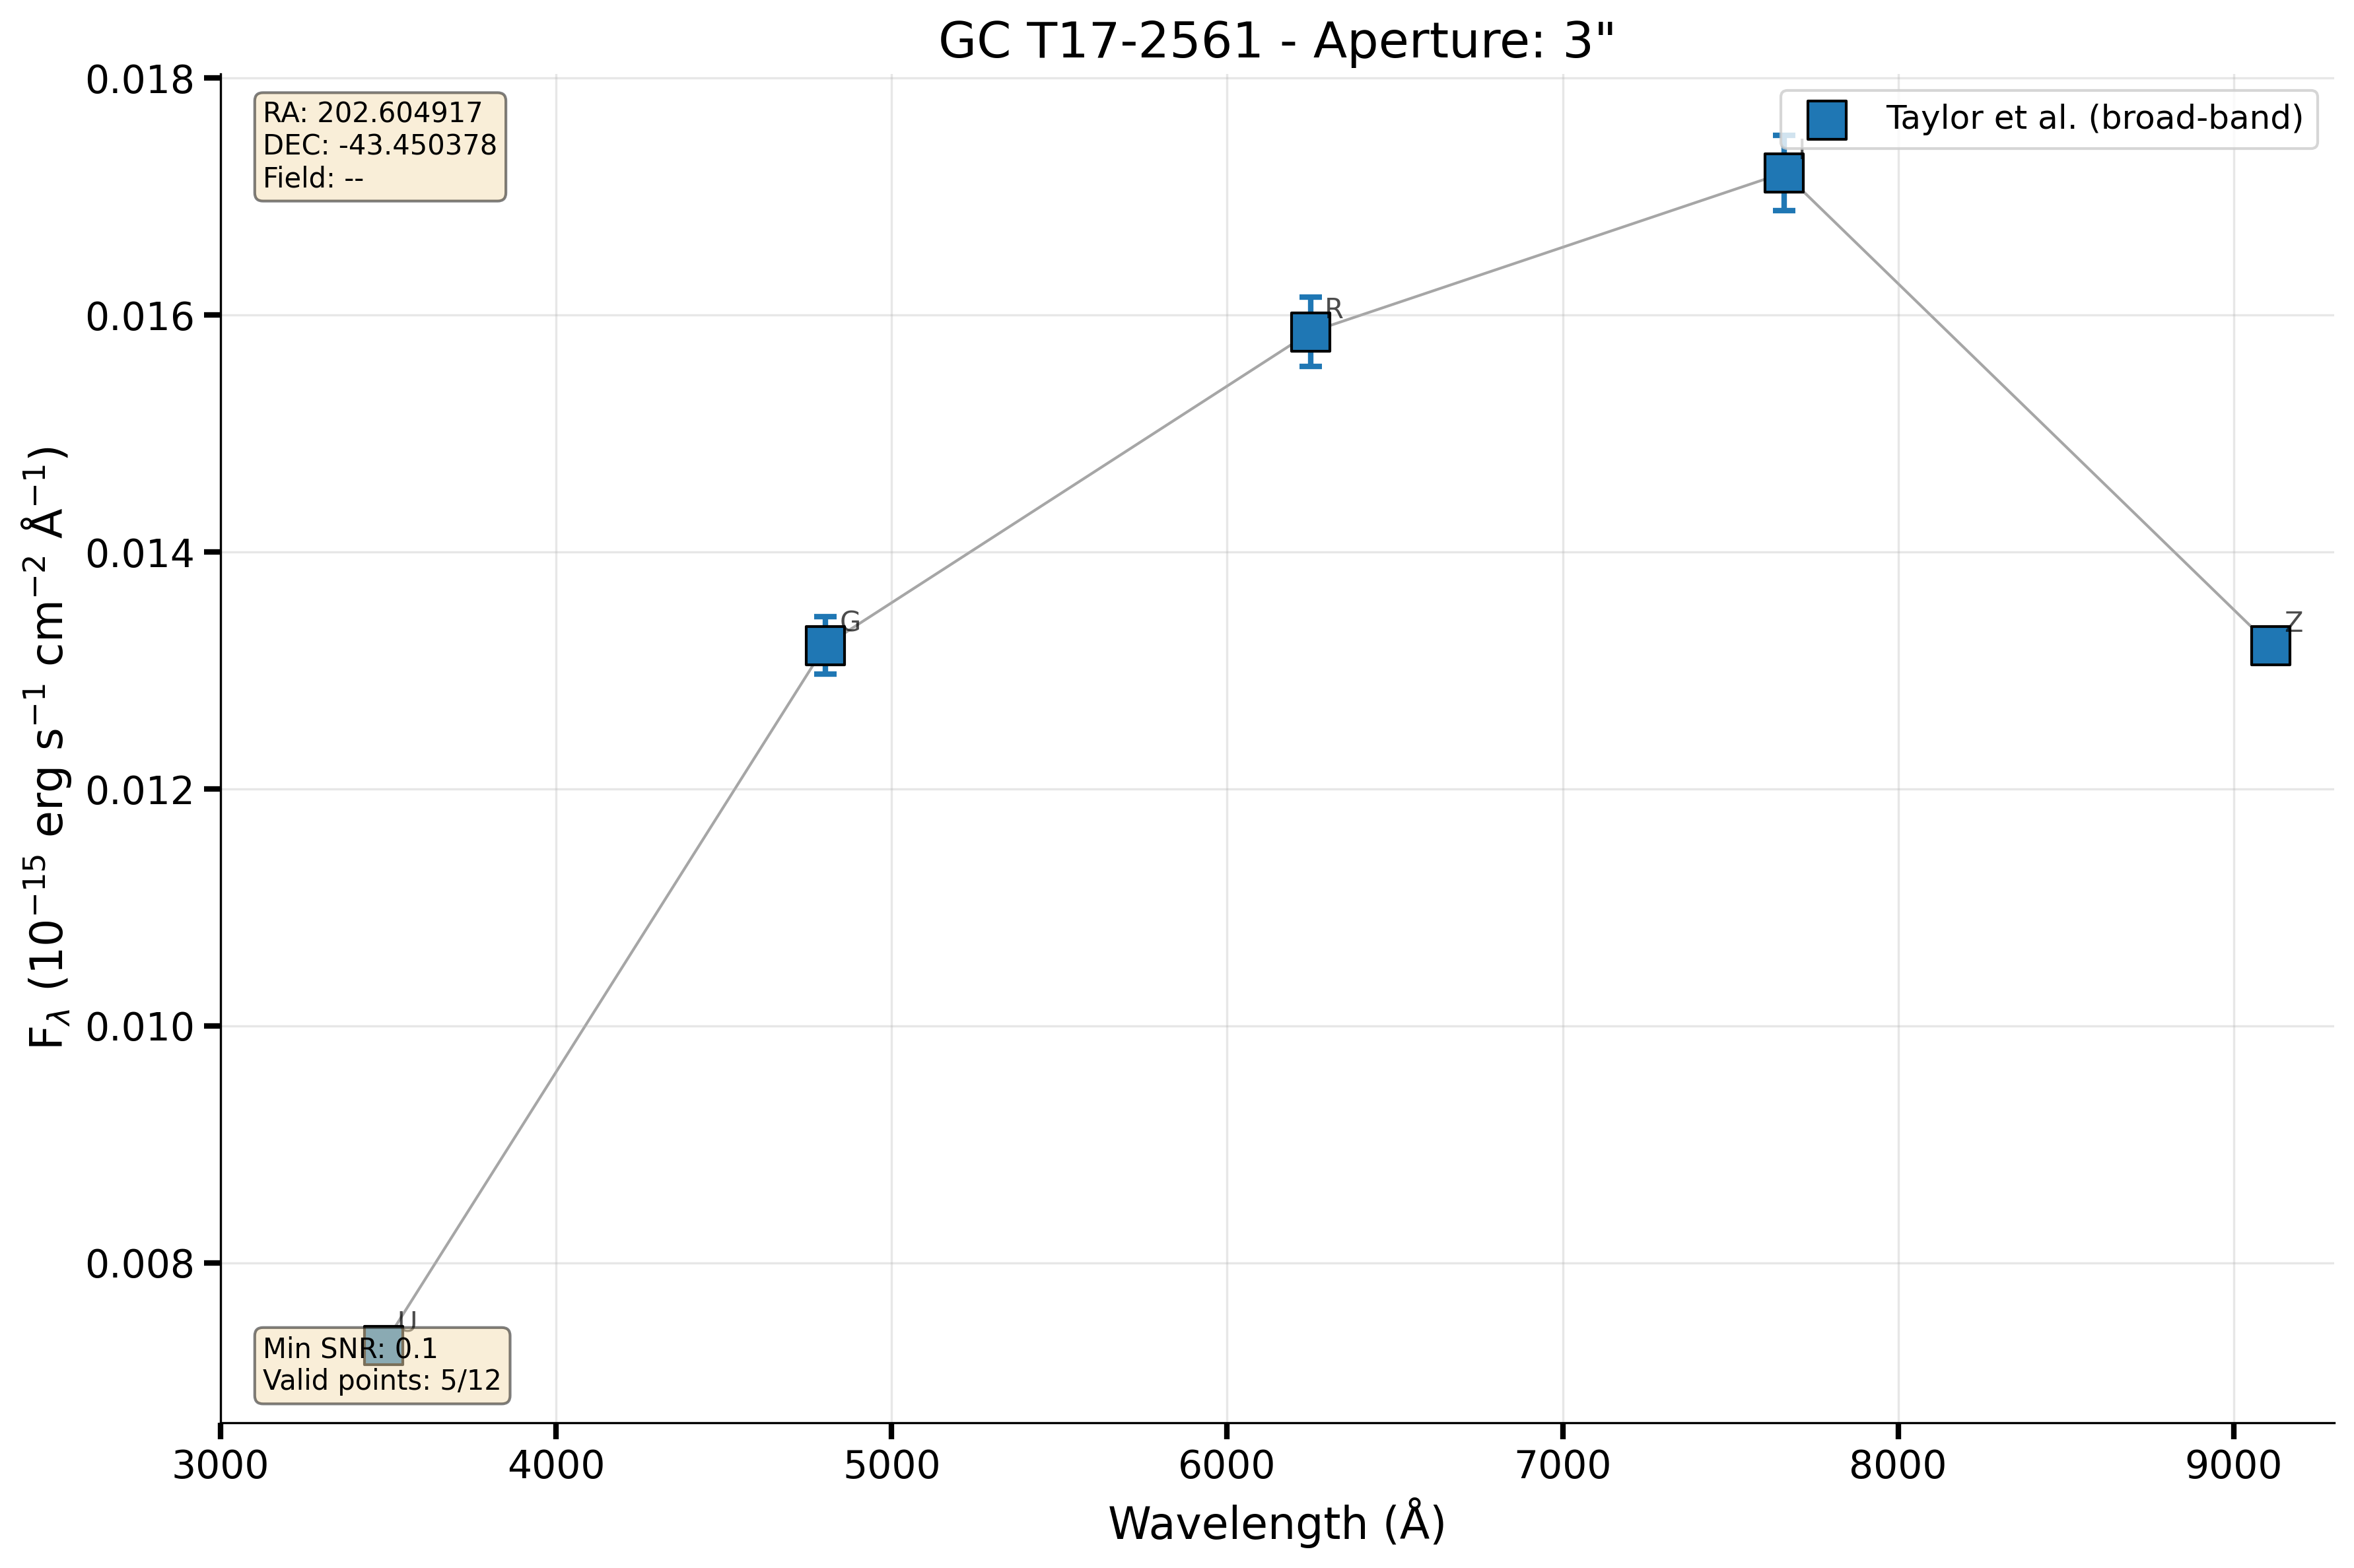 GC T17-2561 - Aperture: 3"
RA: 202.604917
DEC: -43.450378
Field: --
Taylor et al. (broad-band)
0.018
0.016
0.014
0.012
0.010
0.008
F_λ (10⁻¹⁵ erg s⁻¹ cm⁻² Å⁻¹)
I
R
G
Z
U
Min SNR: 0.1
Valid points: 5/12
3000 4000 5000 6000 7000 8000 9000
Wavelength (Å)